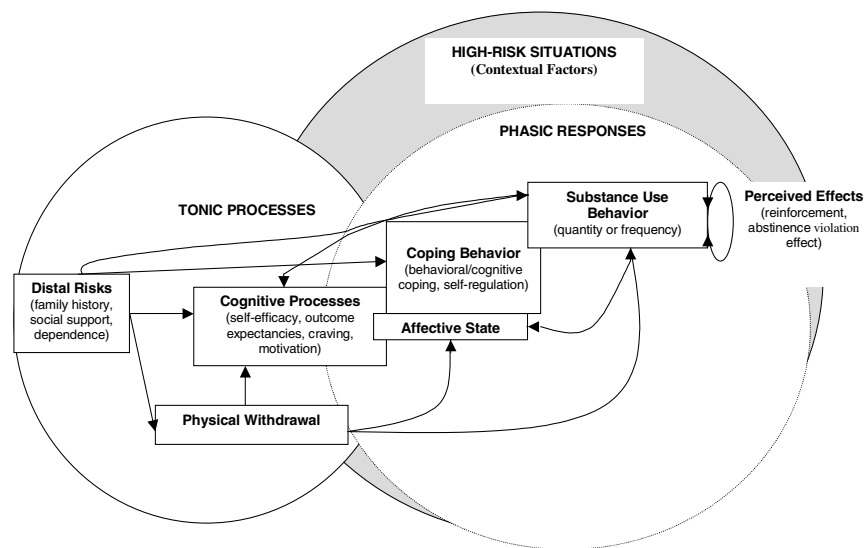 HIGH-RISK SITUATIONS
(Contextual Factors)
PHASIC RESPONSES
TONIC PROCESSES
Substance Use
Behavior
(quantity or frequency)
Perceived Effects
(reinforcement,
abstinence violation
effect)
Coping Behavior
(behavioral/cognitive
coping, self-regulation)
Distal Risks
(family history,
social support,
dependence)
Cognitive Processes
(self-efficacy, outcome
expectancies, craving,
motivation)
Affective State
Physical Withdrawal